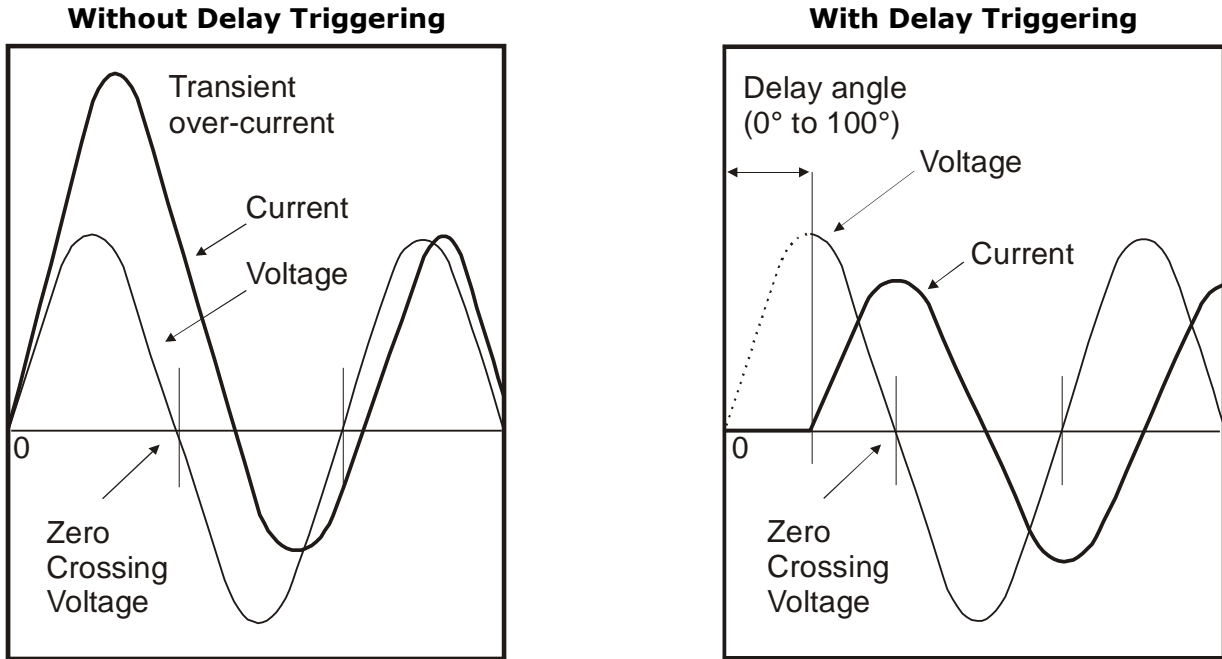 Without Delay Triggering
Transient
over-current
Current
Voltage
0
Zero
Crossing
Voltage
With Delay Triggering
Delay angle
(0° to 100°)
Voltage
Current
0
Zero
Crossing
Voltage